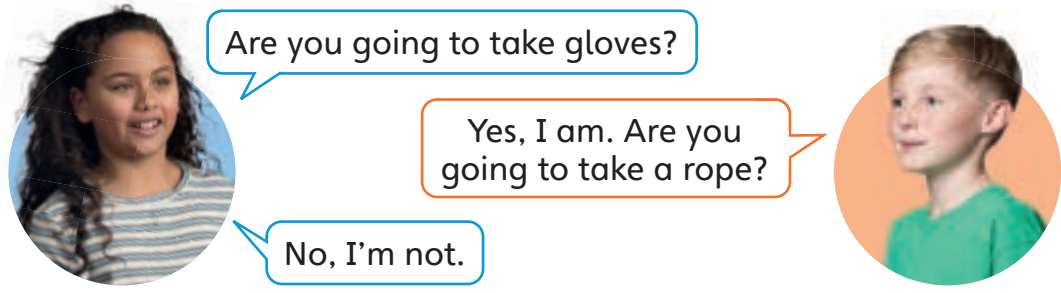 Are you going to take gloves?
Yes, I am. Are you
going to take a rope?
No, I'm not.